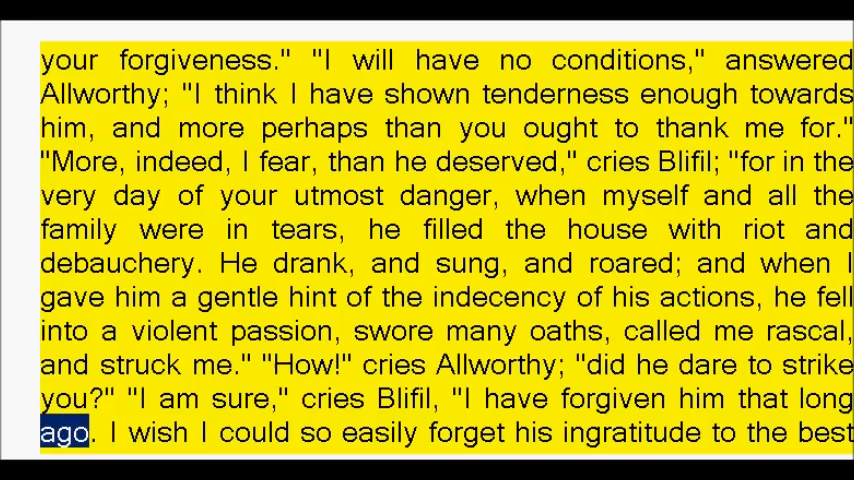 your forgiveness." "I will have no conditions," answered
Allworthy; "I think I have shown tenderness enough towards
him, and more perhaps than you ought to thank me for."
"More, indeed, I fear, than he deserved," cries Blifil; "for in the
very day of your utmost danger, when myself and all the
family were in tears, he filled the house with riot and
debauchery. He drank, and sung, and roared; and when I
gave him a gentle hint of the indecency of his actions, he fell
into a violent passion, swore many oaths, called me rascal,
and struck me." "How!" cries Allworthy; "did he dare to strike
you?" "I am sure," cries Blifil, "I have forgiven him that long
ago. I wish I could so easily forget his ingratitude to the best